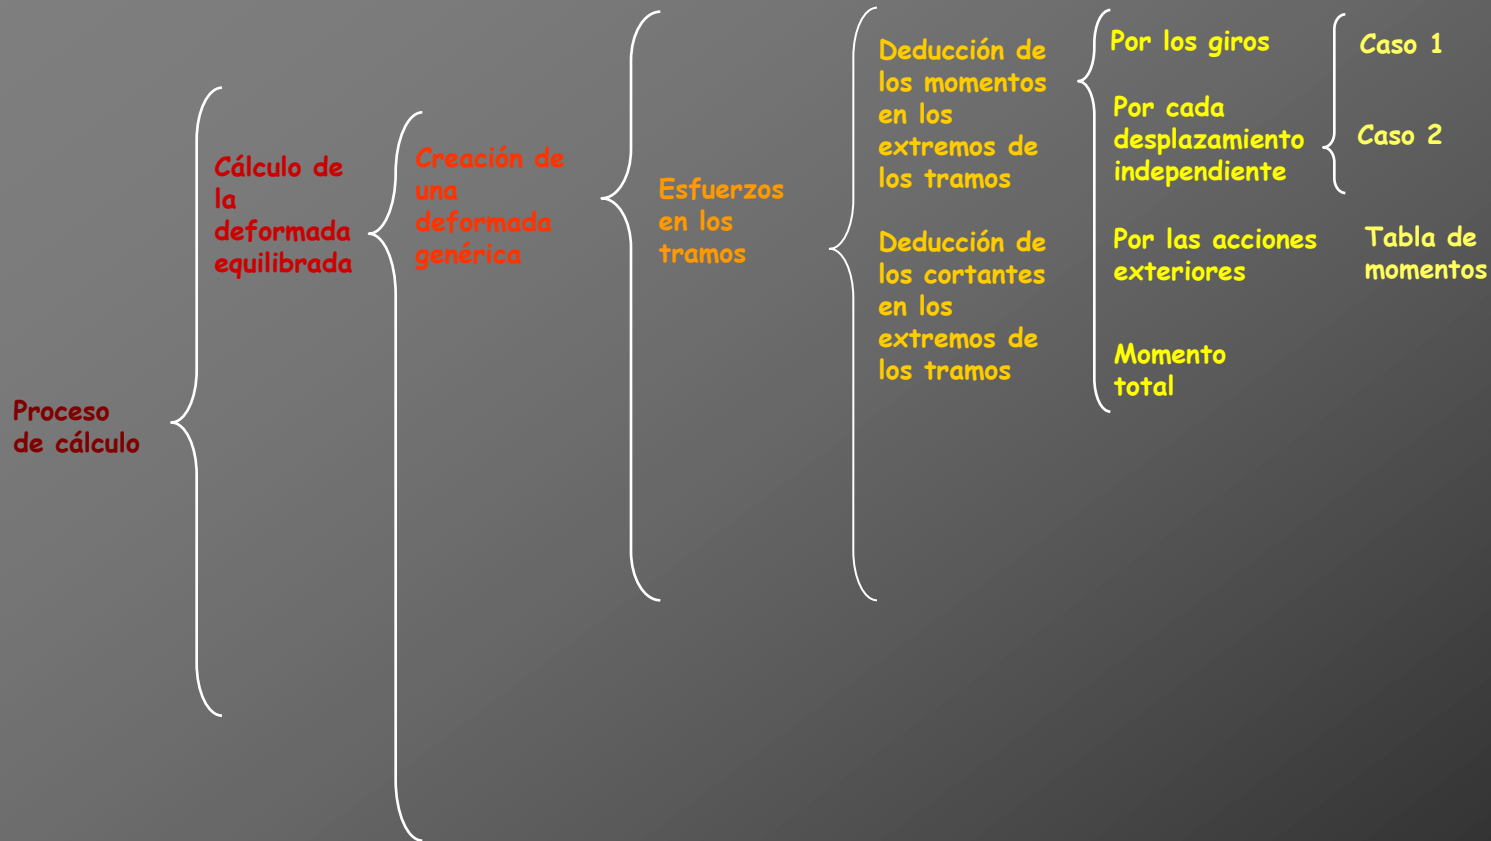 Proceso
de cálculo
Cálculo de
la
deformada
equilibrada
Creación de
una
deformada
genérica
Esfuerzos
en los
tramos
Deducción de
los momentos
en los
extremos de
los tramos
Deducción de
los cortantes
en los
extremos de
los tramos
Por los giros
Por cada
desplazamiento
independiente
Por las acciones
exteriores
Momento
total
Caso 1
Caso 2
Tabla de
momentos